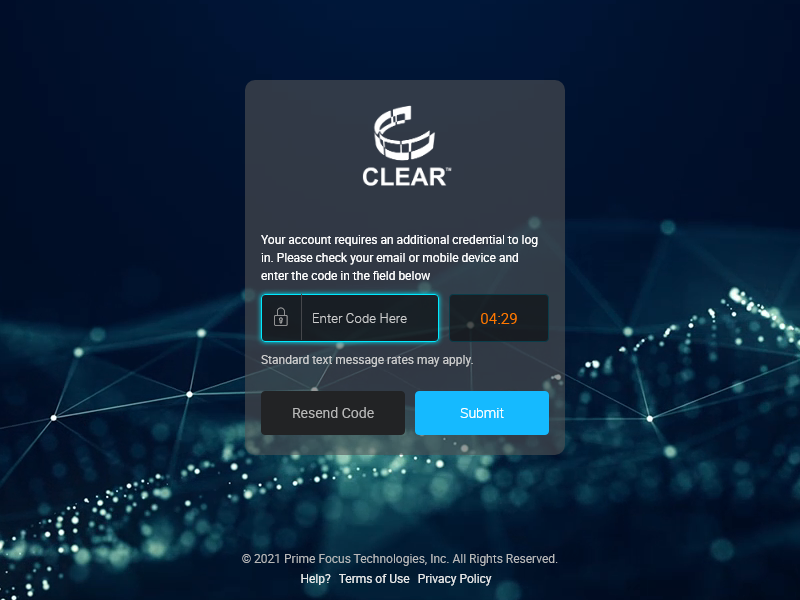 CLEAR™
Your account requires an additional credential to log
in. Please check your email or mobile device and
enter the code in the field below
Enter Code Here
04:29
Standard text message rates may apply.
Resend Code
Submit
© 2021 Prime Focus Technologies, Inc. All Rights Reserved.
Help? Terms of Use Privacy Policy